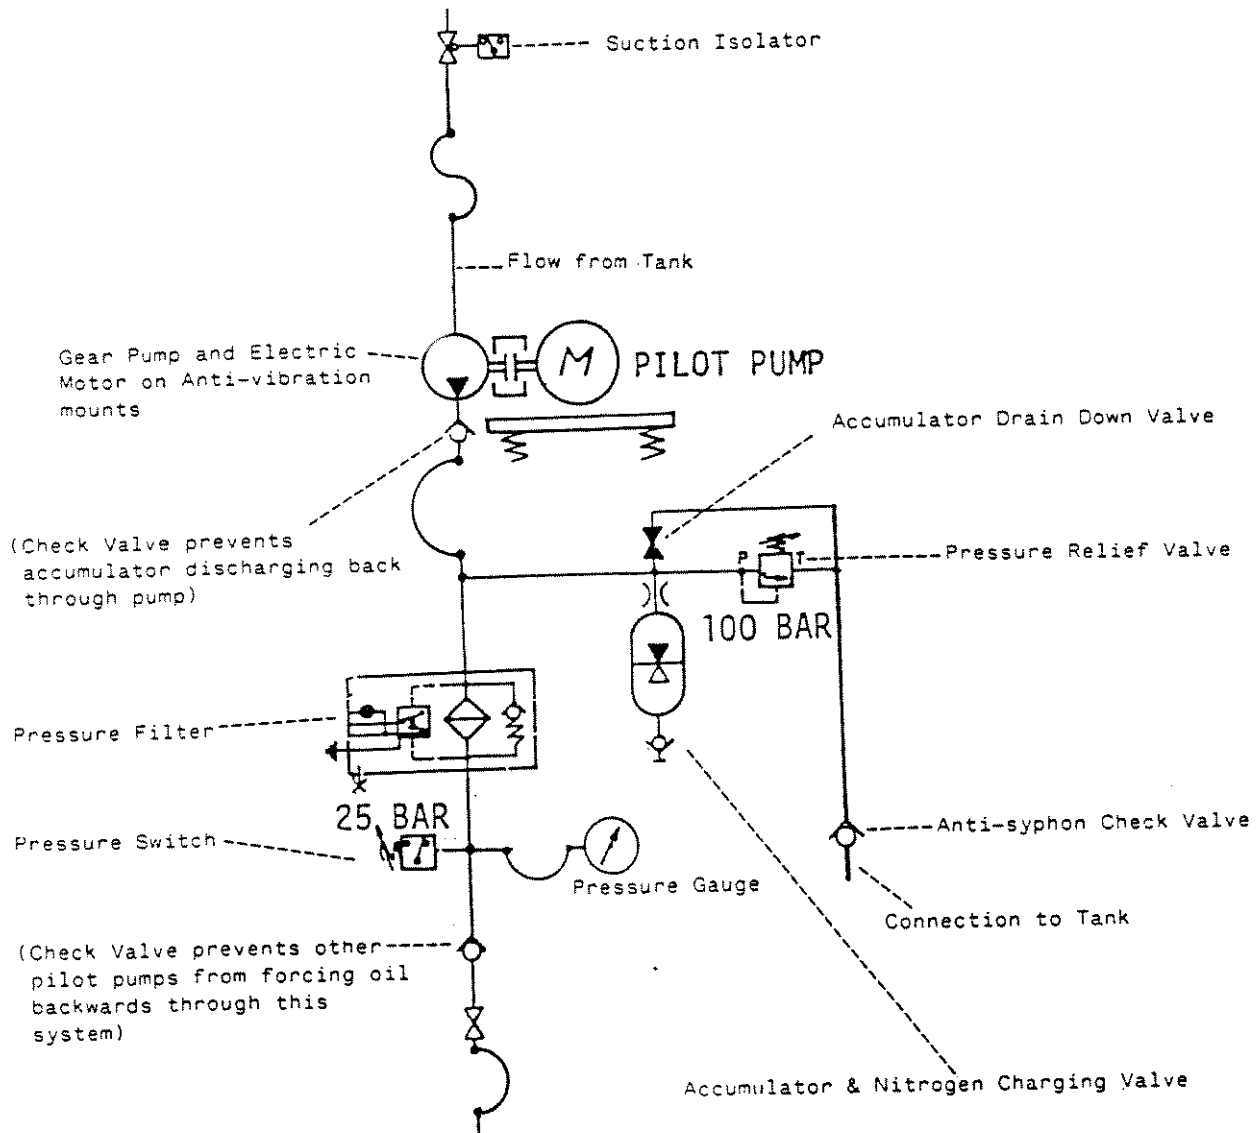 Suction Isolator
Flow from Tank
Gear Pump and Electric
Motor on Anti-vibration
mounts
M
PILOT PUMP
Accumulator Drain Down Valve
(Check Valve prevents
accumulator discharging back
through pump)
P
T
Pressure Relief Valve
100 BAR
Pressure Filter
25 BAR
Pressure Switch
Pressure Gauge
Anti-syphon Check Valve
Connection to Tank
(Check Valve prevents other
pilot pumps from forcing oil
backwards through this
system)
Accumulator & Nitrogen Charging Valve